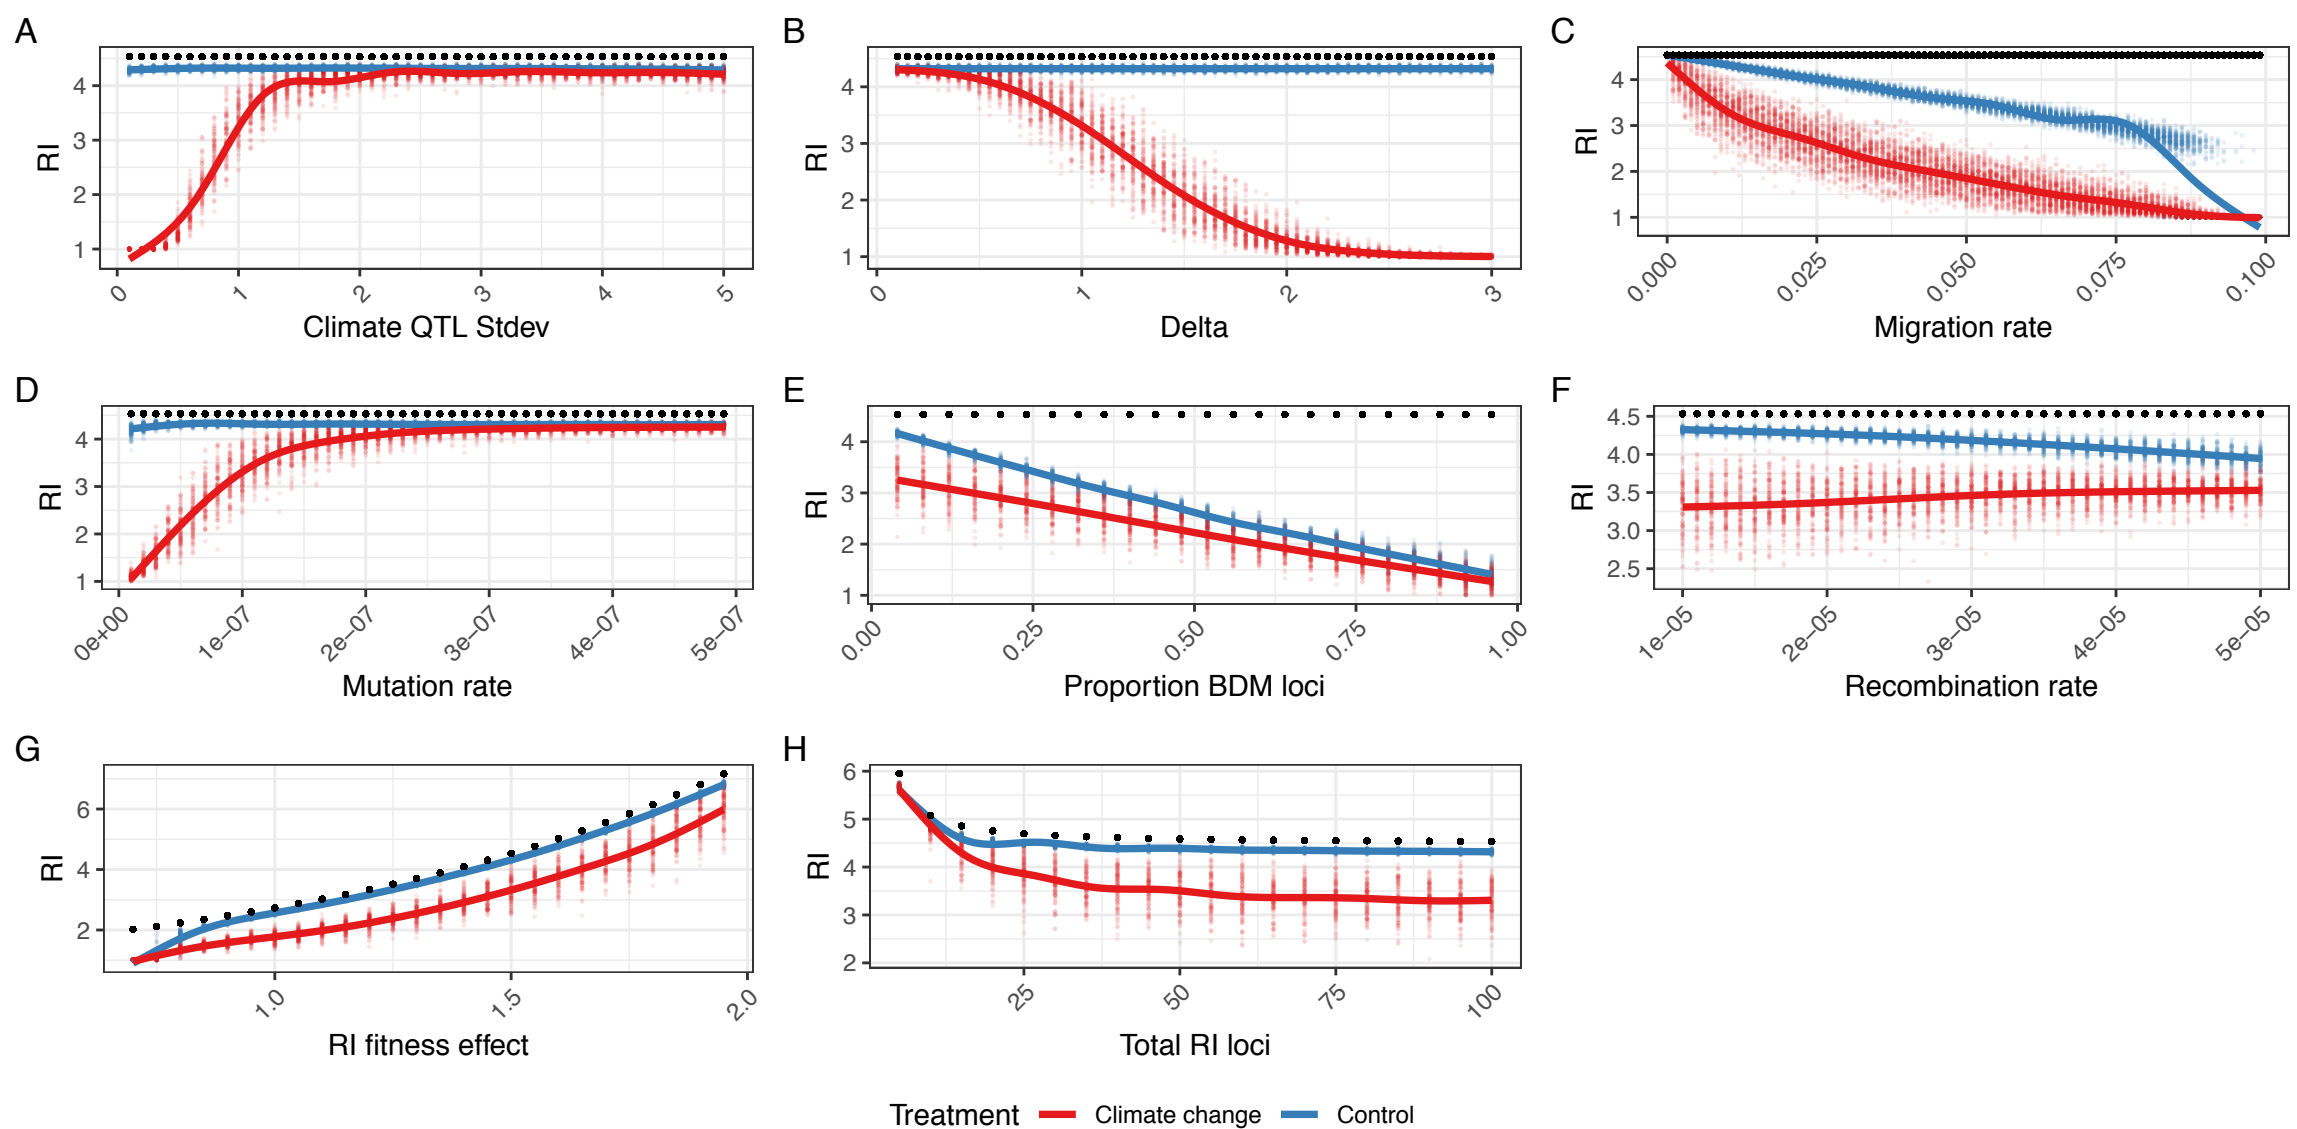 A
RI
4
3
2
1
0
1
2
3
4
5
Climate QTL Stdev
B
RI
4
3
2
1
0
1
2
3
Delta
C
RI
4
3
2
1
0.000
0.025
0.050
0.075
0.100
Migration rate
D
RI
4
3
2
1
0e+00
1e−07
2e−07
3e−07
4e−07
5e−07
Mutation rate
E
RI
4
3
2
1
0.00
0.25
0.50
0.75
1.00
Proportion BDM loci
F
RI
4.5
4.0
3.5
3.0
2.5
1e−05
2e−05
3e−05
4e−05
5e−05
Recombination rate
G
RI
6
4
2
1.0
1.5
2.0
RI fitness effect
H
RI
6
5
4
3
2
25
50
75
100
Total RI loci
Treatment Climate change Control